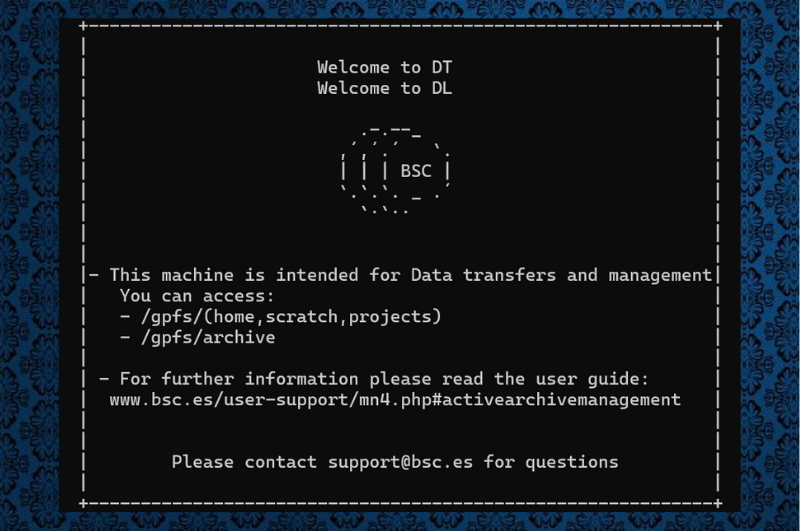 Welcome to DT
Welcome to DL
BSC
- This machine is intended for Data transfers and management
You can access:
- /gpfs/(home,scratch,projects)
- /gpfs/archive
- For further information please read the user guide:
www.bsc.es/user-support/mn4.php#activearchivemanagement
Please contact support@bsc.es for questions